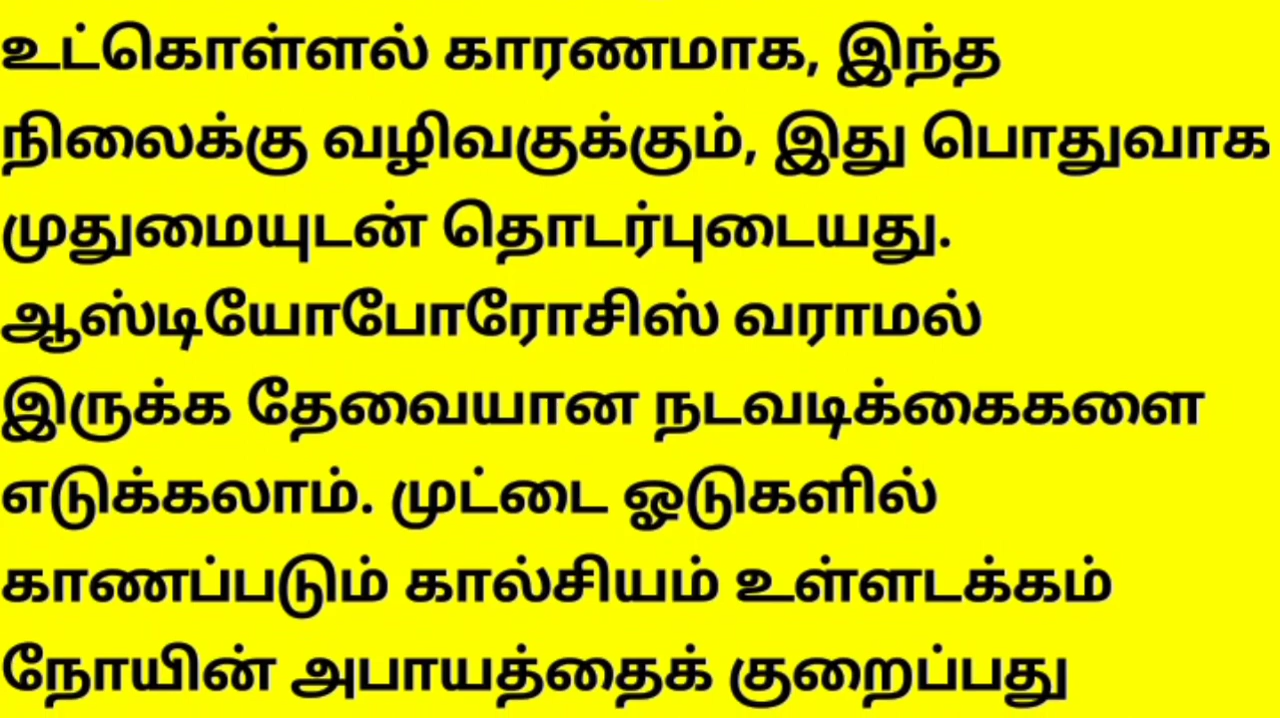 உட்கொள்ளல் காரணமாக, இந்த
நிலைக்கு வழிவகுக்கும், இது பொதுவாக
முதுமையுடன் தொடர்புடையது.
ஆஸ்டியோபோரோசிஸ் வராமல்
இருக்க தேவையான நடவடிக்கைகளை
எடுக்கலாம். முட்டை ஓடுகளில்
காணப்படும் கால்சியம் உள்ளடக்கம்
நோயின் அபாயத்தைக் குறைப்பது